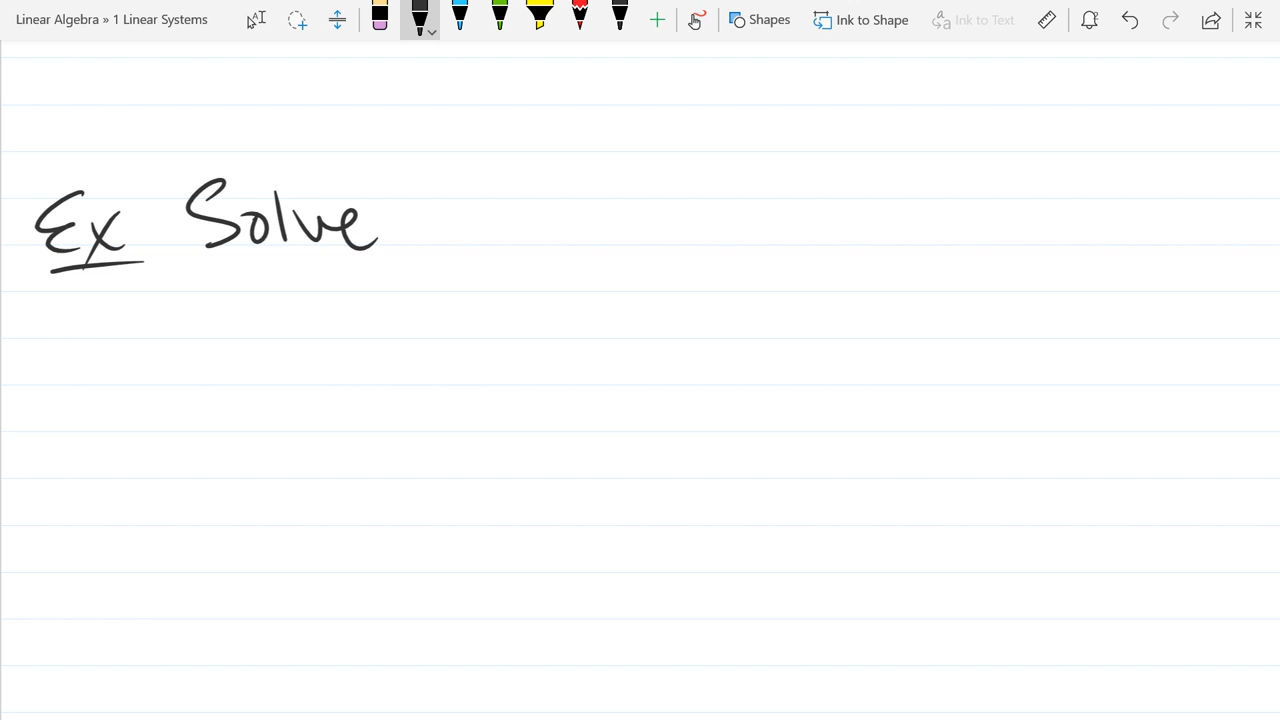 Linear Algebra » 1 Linear Systems Shapes Ink to Shape Ink to Text
Ex Solve